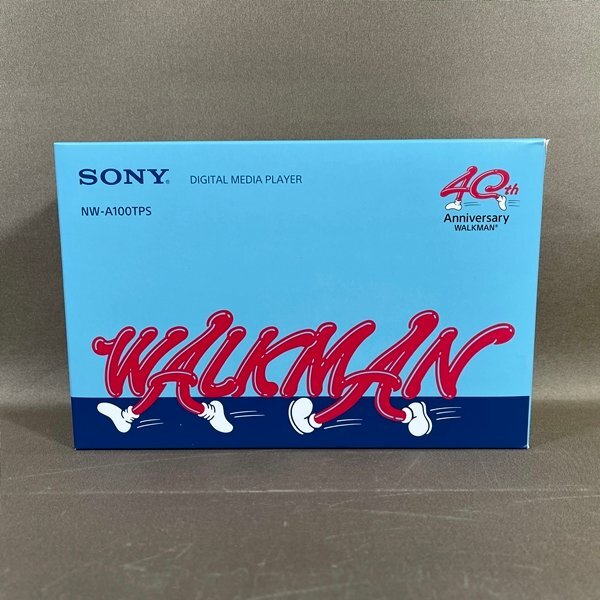 SONY®
DIGITAL MEDIA PLAYER
NW-A100TPS
40th
Anniversary
WALKMAN®
WALKMAN